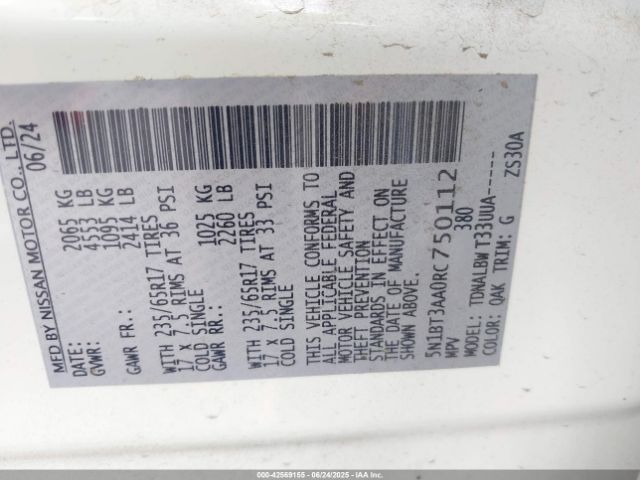 MFD BY NISSAN MOTOR CO., LTD.
DATE: 06/24
GVWR: 2065 KG
4553 LB
GAWR FR.: 1095 KG
2414 LB
WITH 235/65R17 TIRES
17 X 7.5 RIMS AT 36 PSI
COLD SINGLE
GAWR RR.: 1025 KG
2260 LB
WITH 235/65R17 TIRES
17 X 7.5 RIMS AT 33 PSI
COLD SINGLE
THIS VEHICLE CONFORMS TO
ALL APPLICABLE FEDERAL
MOTOR VEHICLE SAFETY AND
THEFT PREVENTION
STANDARDS IN EFFECT ON
THE DATE OF MANUFACTURE
SHOWN ABOVE.
5N1BT3AA0RC750112
MPV 380
MODEL: TDWALBW T33UUA-----
COLOR: QAK TRIM: G ZS30A
000-42569155 - 06/24/2025 - IAAI.com